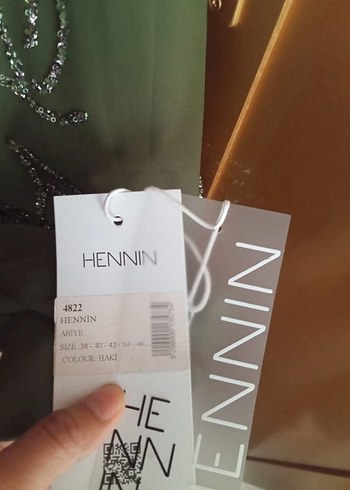 HENNIN
4822
HENNIN
ABIYE
SIZE :38 - 40 - 42 - 44 - 46
COLOUR: HAKI
HE
NN
N
HENNIN